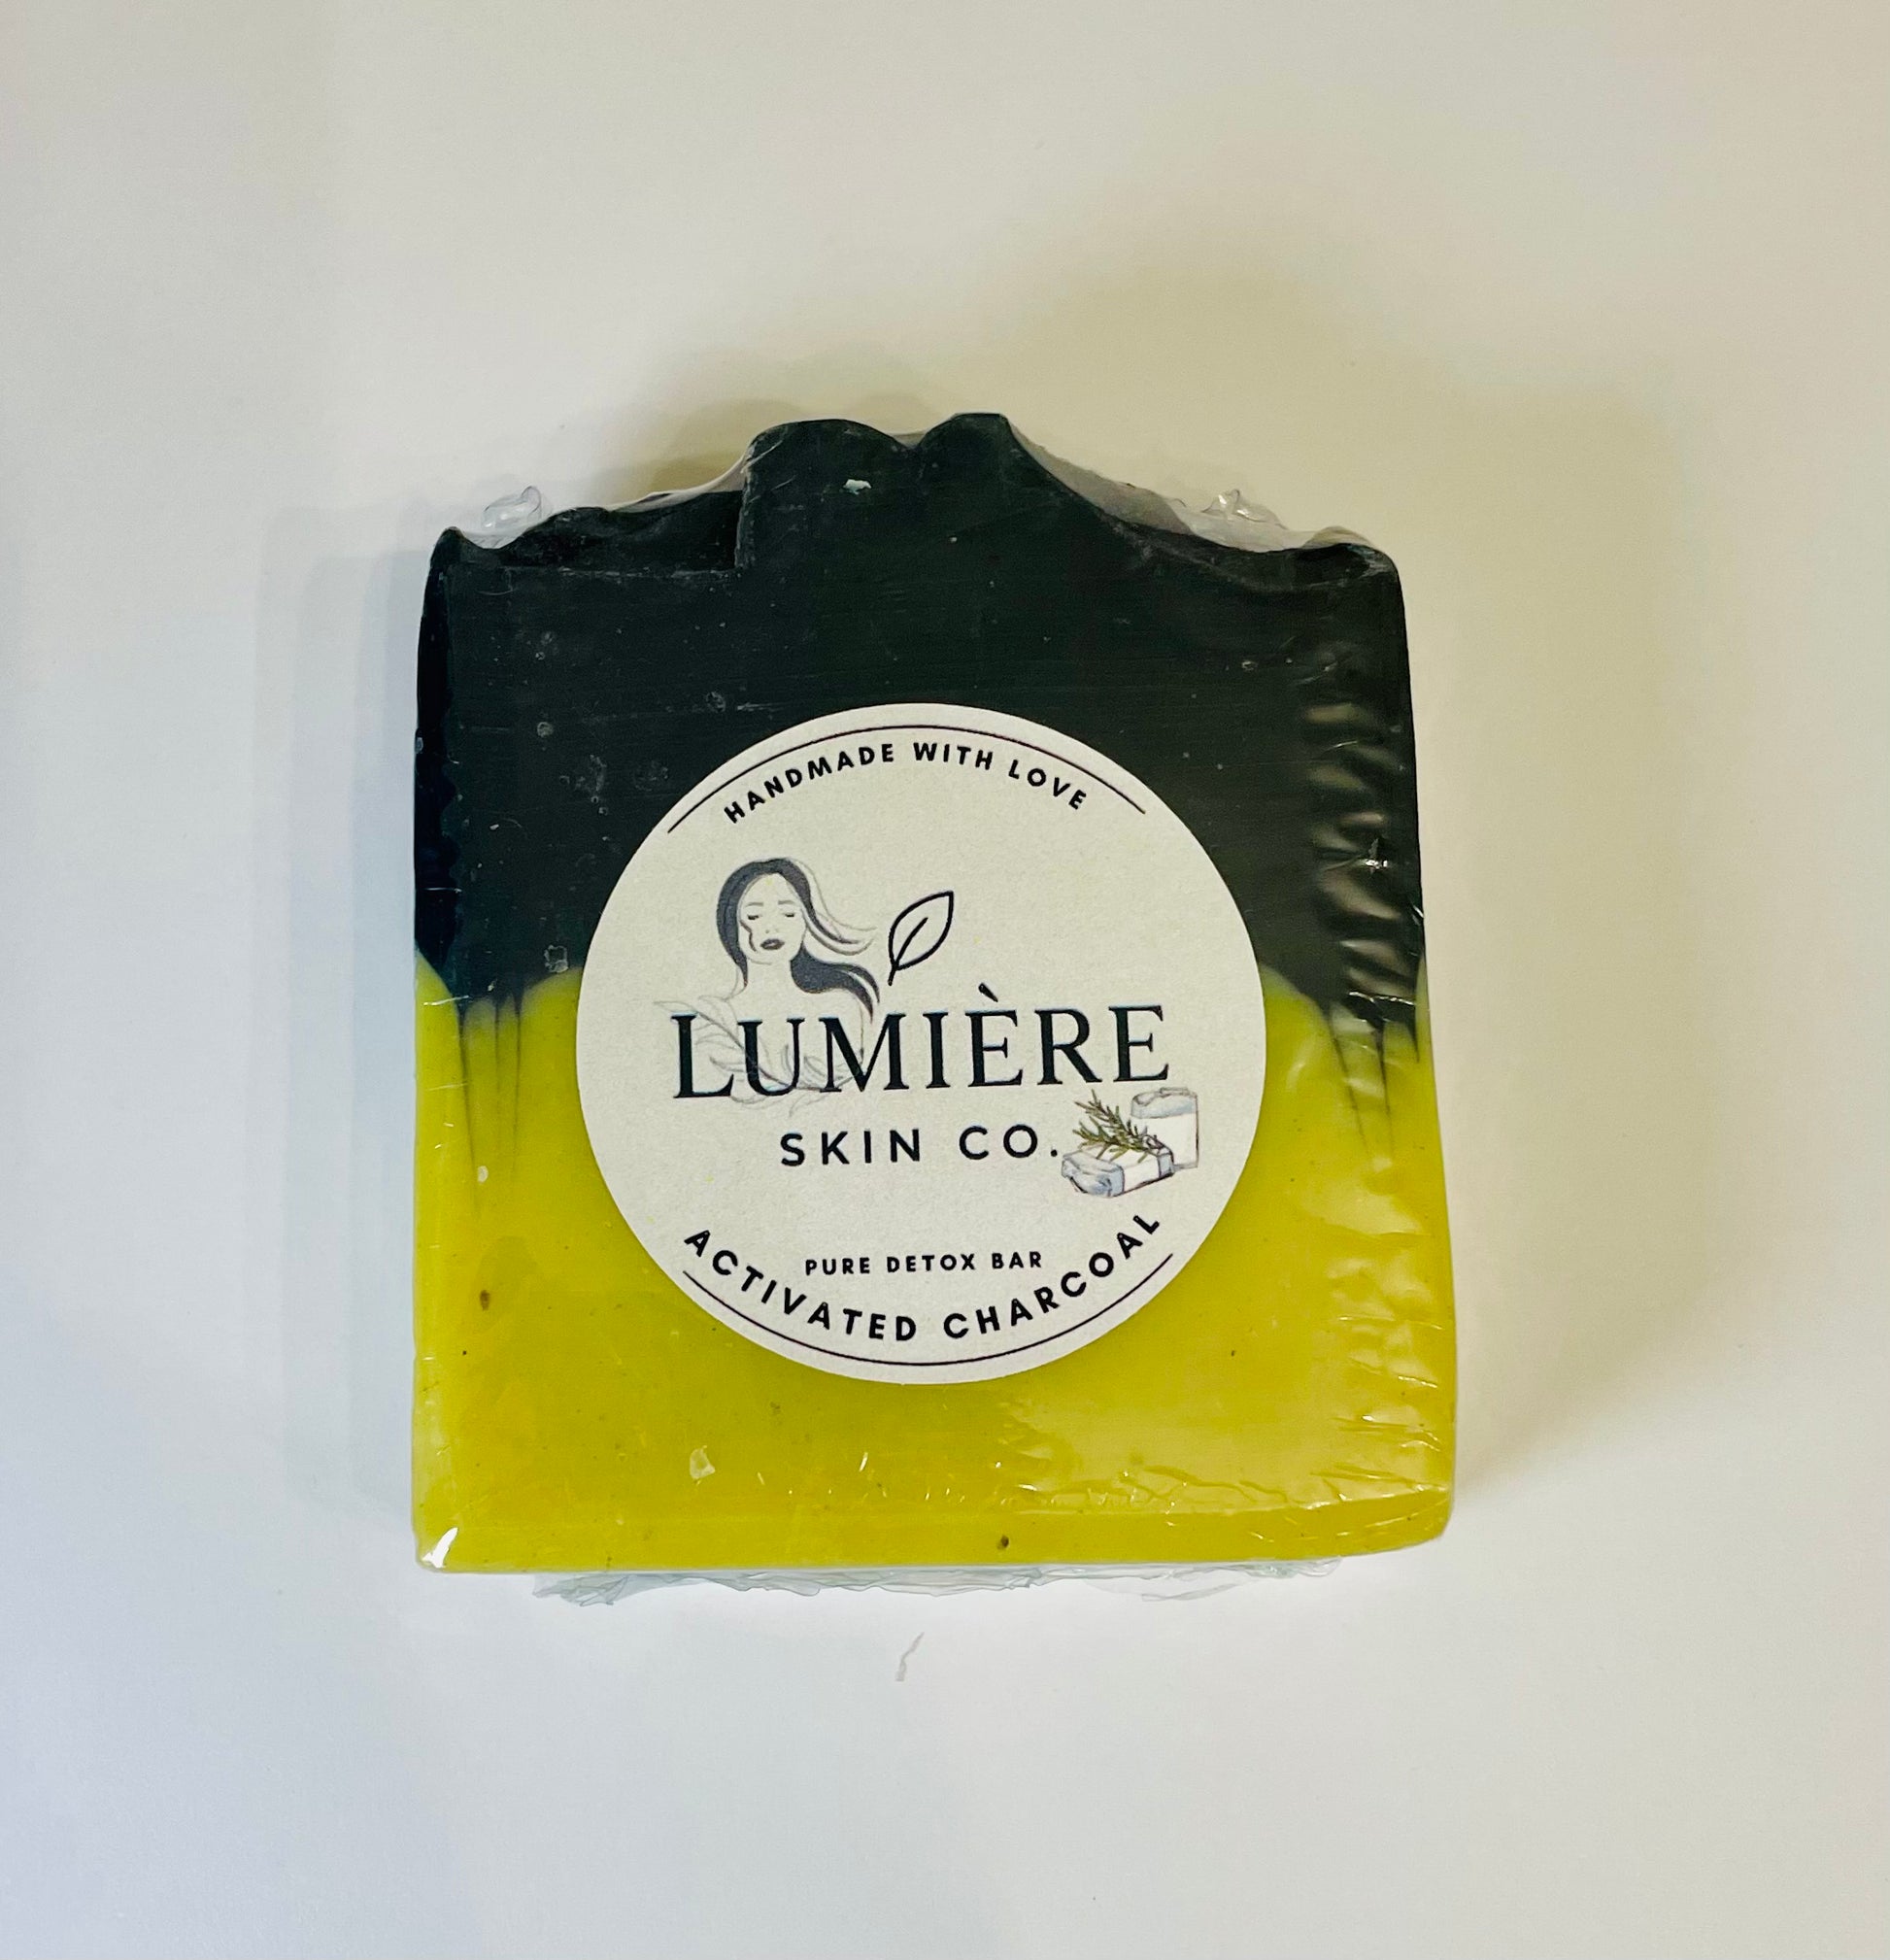 HANDMADE WITH LOVE
LUMIÈRE
SKIN CO.
PURE DETOX BAR
ACTIVATED CHARCOAL